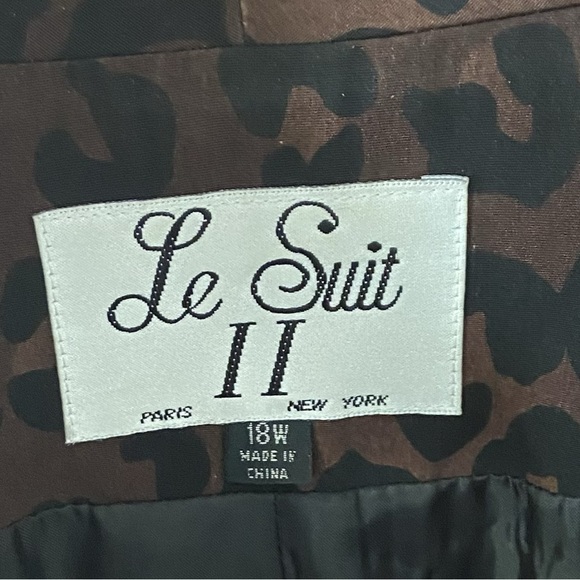 Le Suit
II
PARIS NEW YORK
18W
MADE IN
CHINA